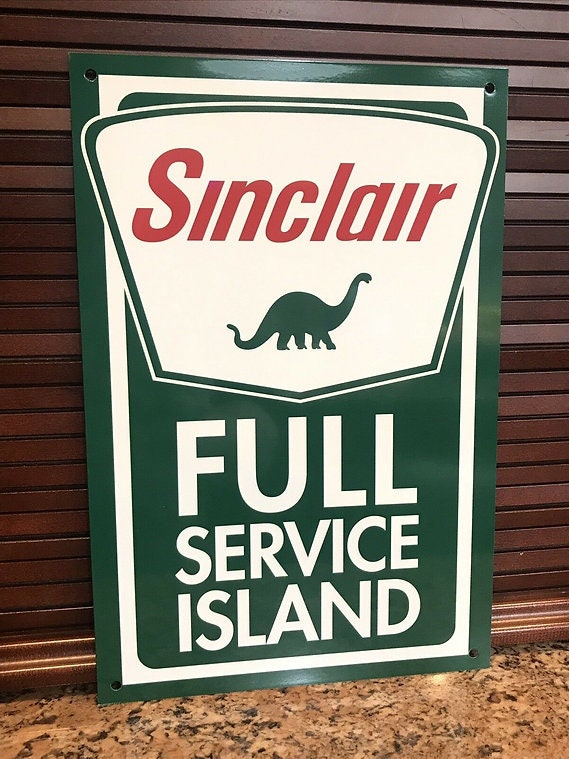 Sinclair
FULL
SERVICE
ISLAND